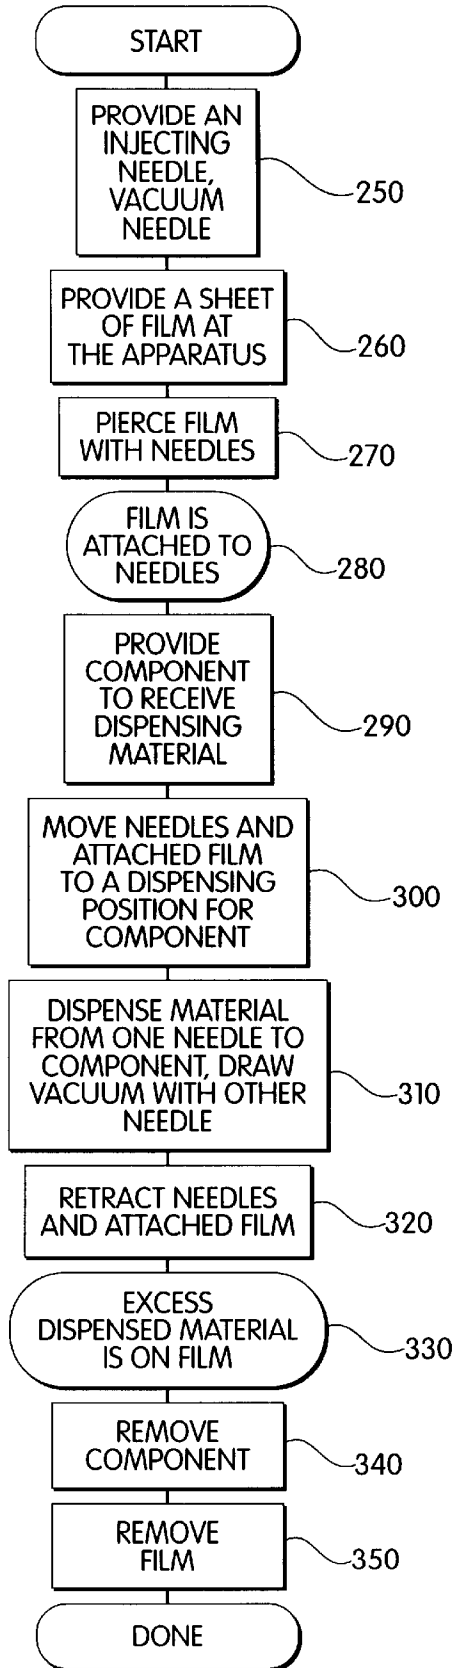 START
PROVIDE AN
INJECTING
NEEDLE,
VACUUM
NEEDLE
250
PROVIDE A SHEET
OF FILM AT
THE APPARATUS
260
PIERCE FILM
WITH NEEDLES
270
FILM IS
ATTACHED TO
NEEDLES
280
PROVIDE
COMPONENT
TO RECEIVE
DISPENSING
MATERIAL
290
MOVE NEEDLES AND
ATTACHED FILM
TO A DISPENSING
POSITION FOR
COMPONENT
300
DISPENSE MATERIAL
FROM ONE NEEDLE TO
COMPONENT, DRAW
VACUUM WITH OTHER
NEEDLE
310
RETRACT NEEDLES
AND ATTACHED FILM
320
EXCESS
DISPENSED MATERIAL
IS ON FILM
330
REMOVE
COMPONENT
340
REMOVE
FILM
350
DONE